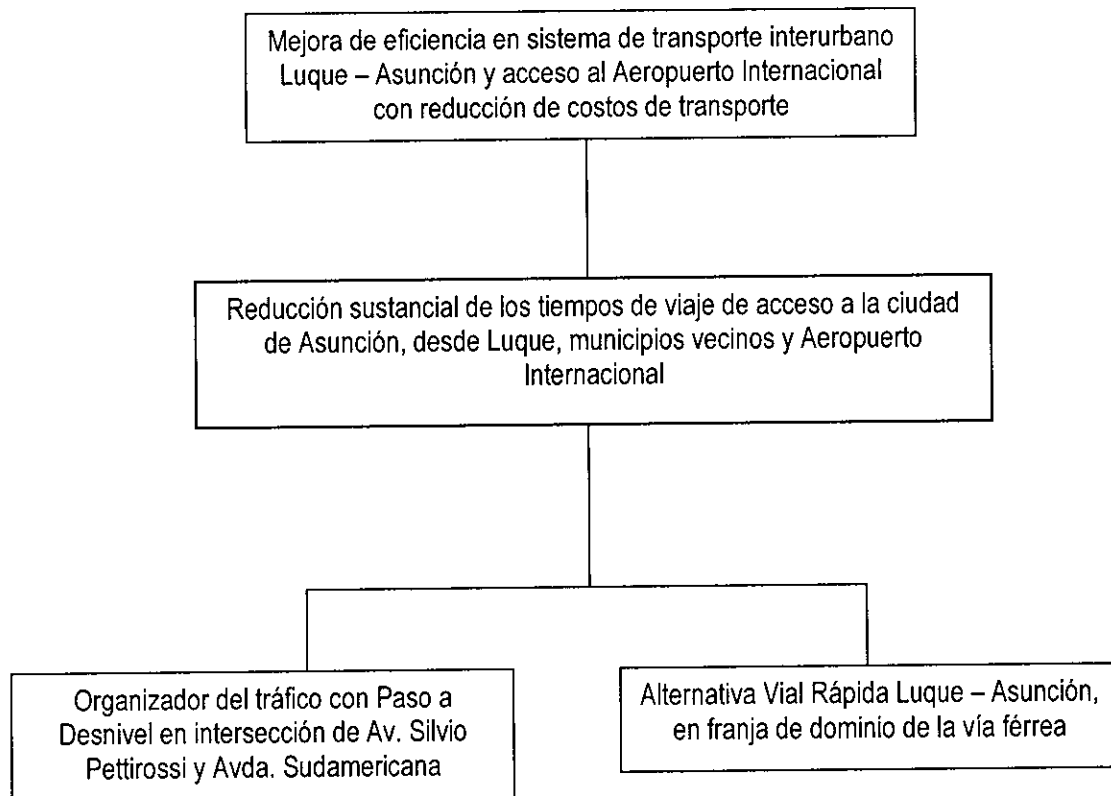 Mejora de eficiencia en sistema de transporte interurbano
Luque – Asunción y acceso al Aeropuerto Internacional
con reducción de costos de transporte
Reducción sustancial de los tiempos de viaje de acceso a la ciudad
de Asunción, desde Luque, municipios vecinos y Aeropuerto
Internacional
Organizador del tráfico con Paso a
Desnivel en intersección de Av. Silvio
Pettirossi y Avda. Sudamericana
Alternativa Vial Rápida Luque – Asunción,
en franja de dominio de la vía férrea